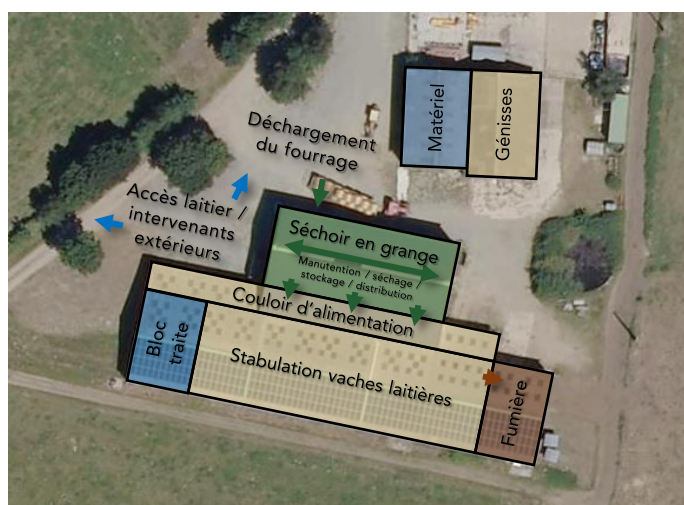 Matériel
Génisses
Déchargement
du fourrage
Accès laitier /
intervenants
extérieurs
Séchoir en grange
Manutention / séchage /
stockage / distribution
Couloir d'alimentation
Bloc
traite
Stabulation vaches laitières
Fumière